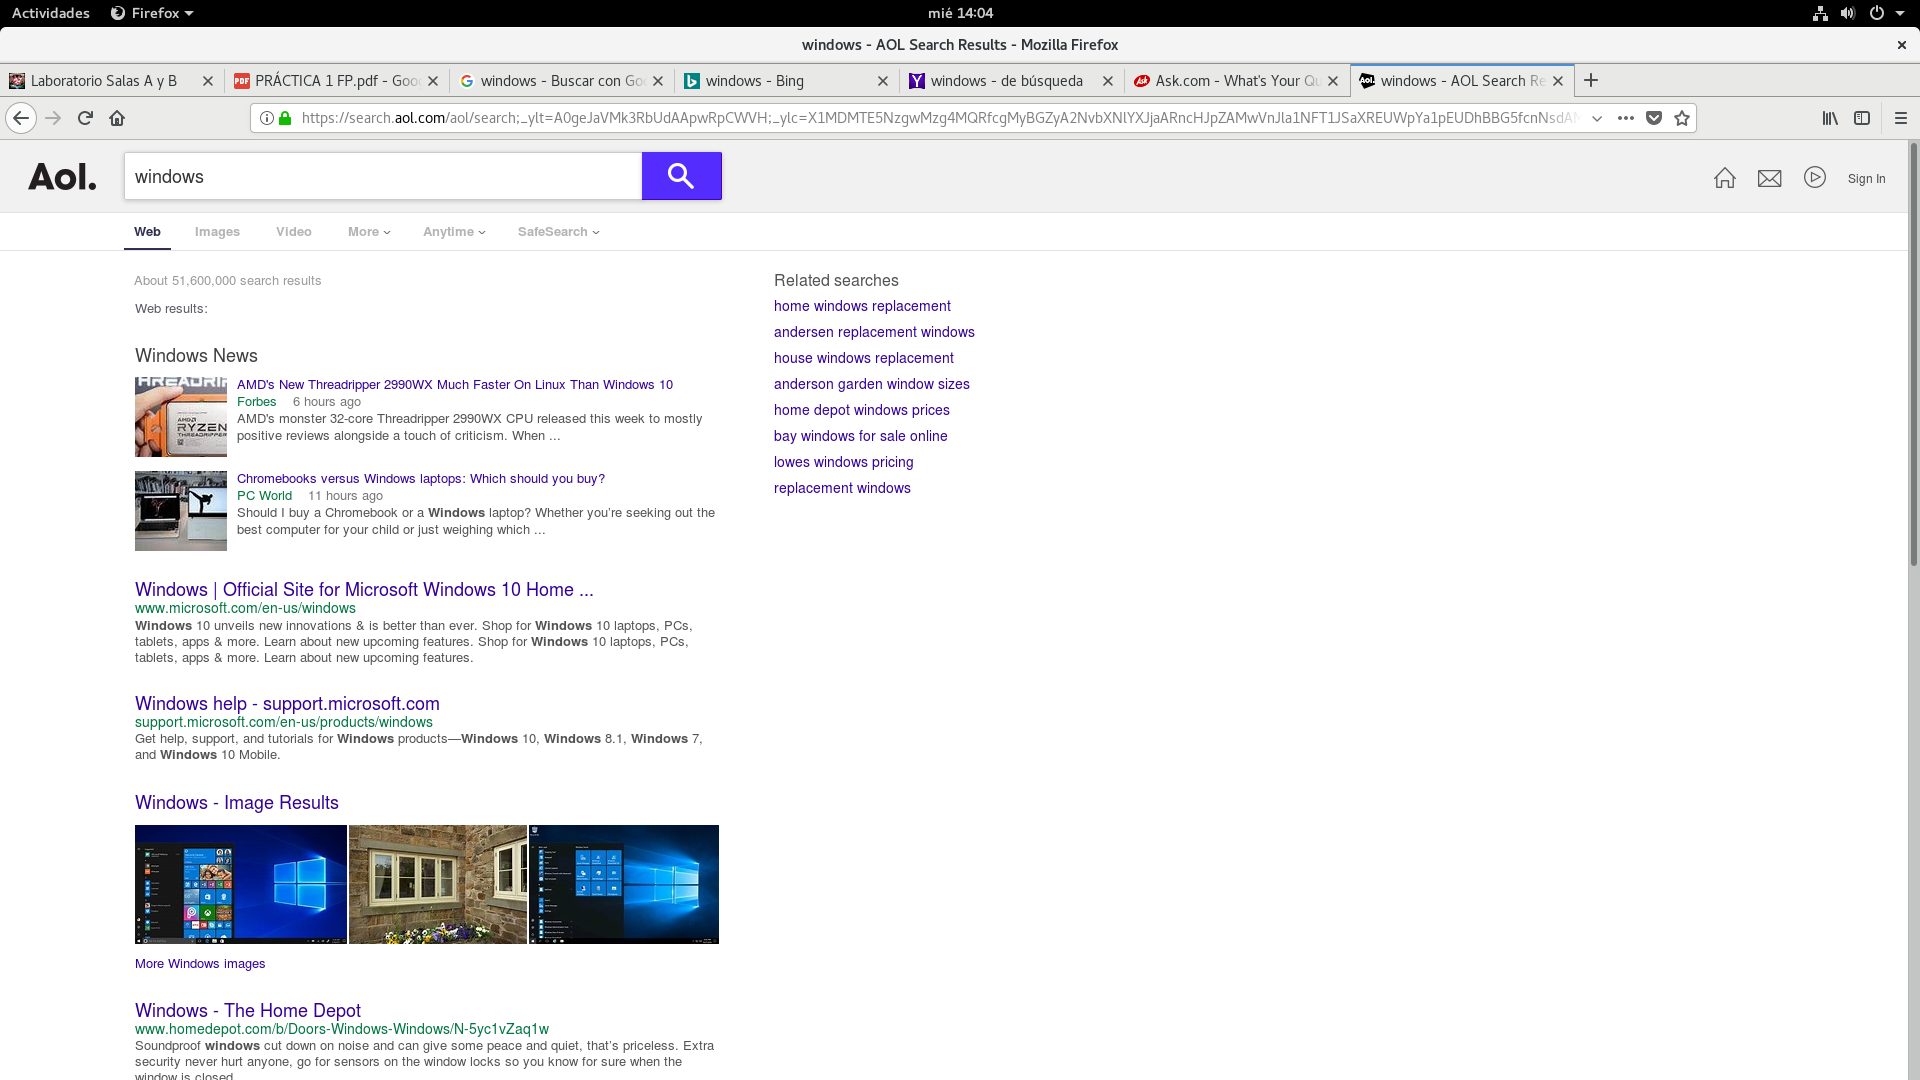 Actividades
Firefox
mié 14:04
windows - AOL Search Results - Mozilla Firefox
Laboratorio Salas A y B
PRÁCTICA 1 FP.pdf - Goo
windows - Buscar con Go
windows - Bing
windows - de búsqueda
Ask.com - What's Your Qu
windows - AOL Search Re
https://search.aol.com/aol/search;_ylt=A0geJaVMk3RbUdAApwRpCWVH;_ylc=X1MDMTE5NzgwMzg4MQRfcgMyBGZyA2NvbXNlYXJjaARncHJpZAMwVnJla1NFT1JSaXREUWpYa1pEUDhBBG5fcnNsdAM
Aol.
windows
Sign In
Web
Images
Video
More
Anytime
SafeSearch
About 51,600,000 search results
Web results:
Windows News
AMD's New Threadripper 2990WX Much Faster On Linux Than Windows 10
Forbes 6 hours ago
AMD's monster 32-core Threadripper 2990WX CPU released this week to mostly
positive reviews alongside a touch of criticism. When ...
Chromebooks versus Windows laptops: Which should you buy?
PC World 11 hours ago
Should I buy a Chromebook or a Windows laptop? Whether you're seeking out the
best computer for your child or just weighing which ...
Windows | Official Site for Microsoft Windows 10 Home ...
www.microsoft.com/en-us/windows
Windows 10 unveils new innovations & is better than ever. Shop for Windows 10 laptops, PCs,
tablets, apps & more. Learn about new upcoming features. Shop for Windows 10 laptops, PCs,
tablets, apps & more. Learn about new upcoming features.
Windows help - support.microsoft.com
support.microsoft.com/en-us/products/windows
Get help, support, and tutorials for Windows products—Windows 10, Windows 8.1, Windows 7,
and Windows 10 Mobile.
Windows - Image Results
More Windows images
Windows - The Home Depot
www.homedepot.com/b/Doors-Windows-Windows/N-5yc1vZaq1w
Soundproof windows cut down on noise and can give some peace and quiet, that's priceless. Extra
security never hurt anyone, go for sensors on the window locks so you know for sure when the
window is closed.
Related searches
home windows replacement
andersen replacement windows
house windows replacement
anderson garden window sizes
home depot windows prices
bay windows for sale online
lowes windows pricing
replacement windows